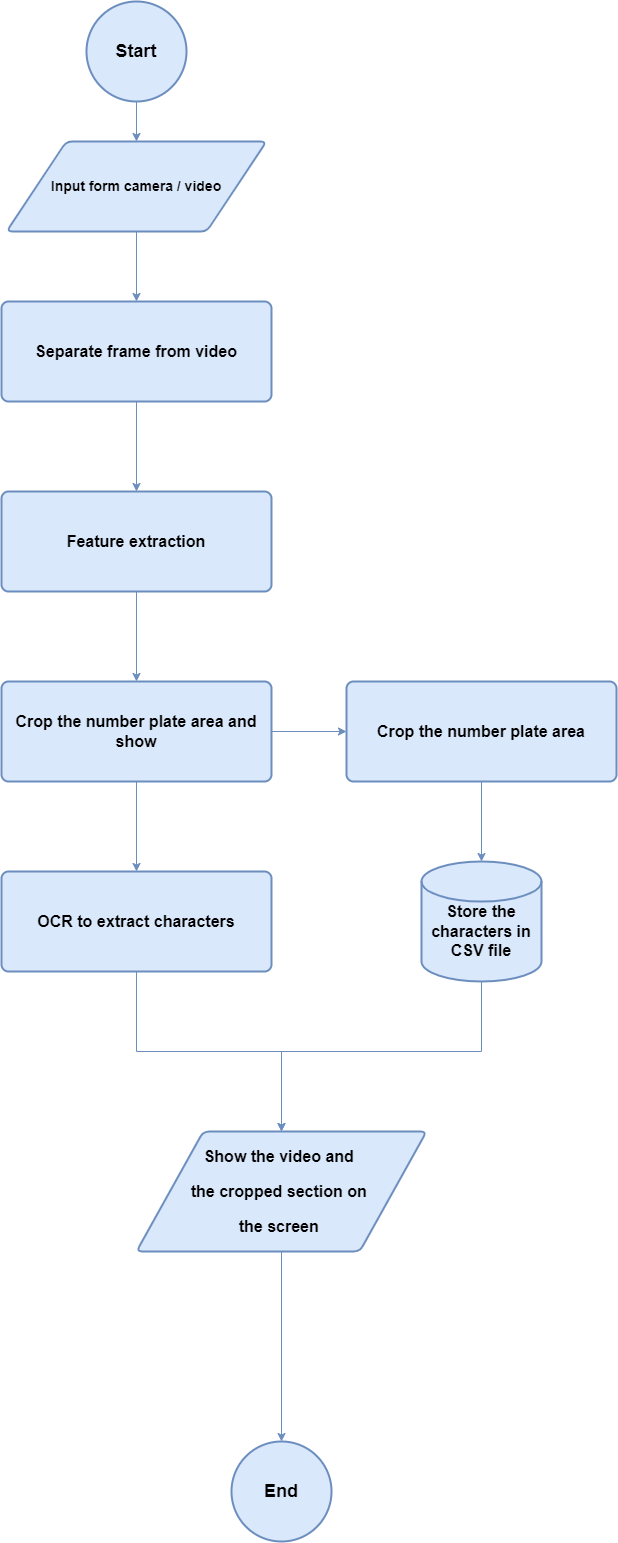 Start
Input form camera / video
Separate frame from video
Feature extraction
Crop the number plate area and
show
Crop the number plate area
OCR to extract characters
Store the
characters in
CSV file
Show the video and
the cropped section on
the screen
End